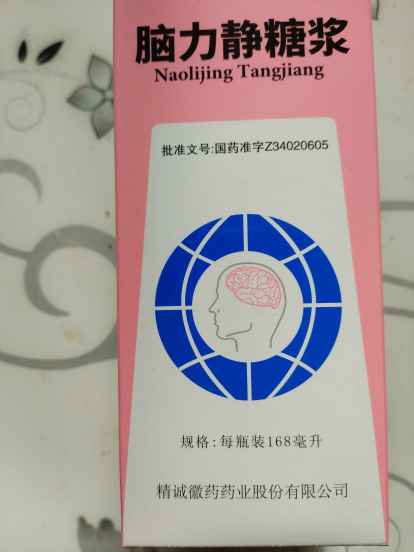 脑力静糖浆
Naolijing Tangjiang
批准文号:国药准字Z34020605
规格:每瓶装168毫升
精诚徽药药业股份有限公司